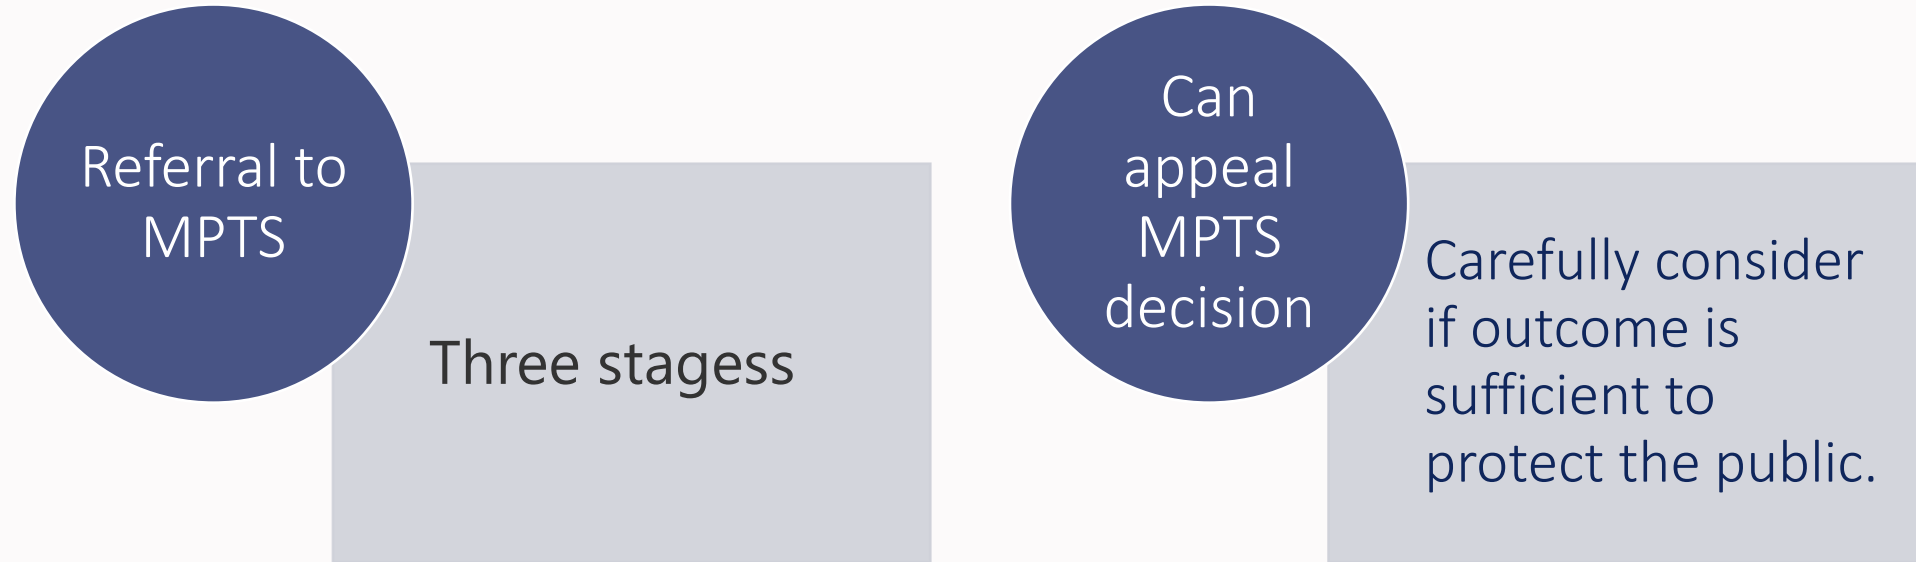 Referral to
MPTS
Three stagess
Can
appeal
MPTS
decision
Carefully consider
if outcome is
sufficient to
protect the public.